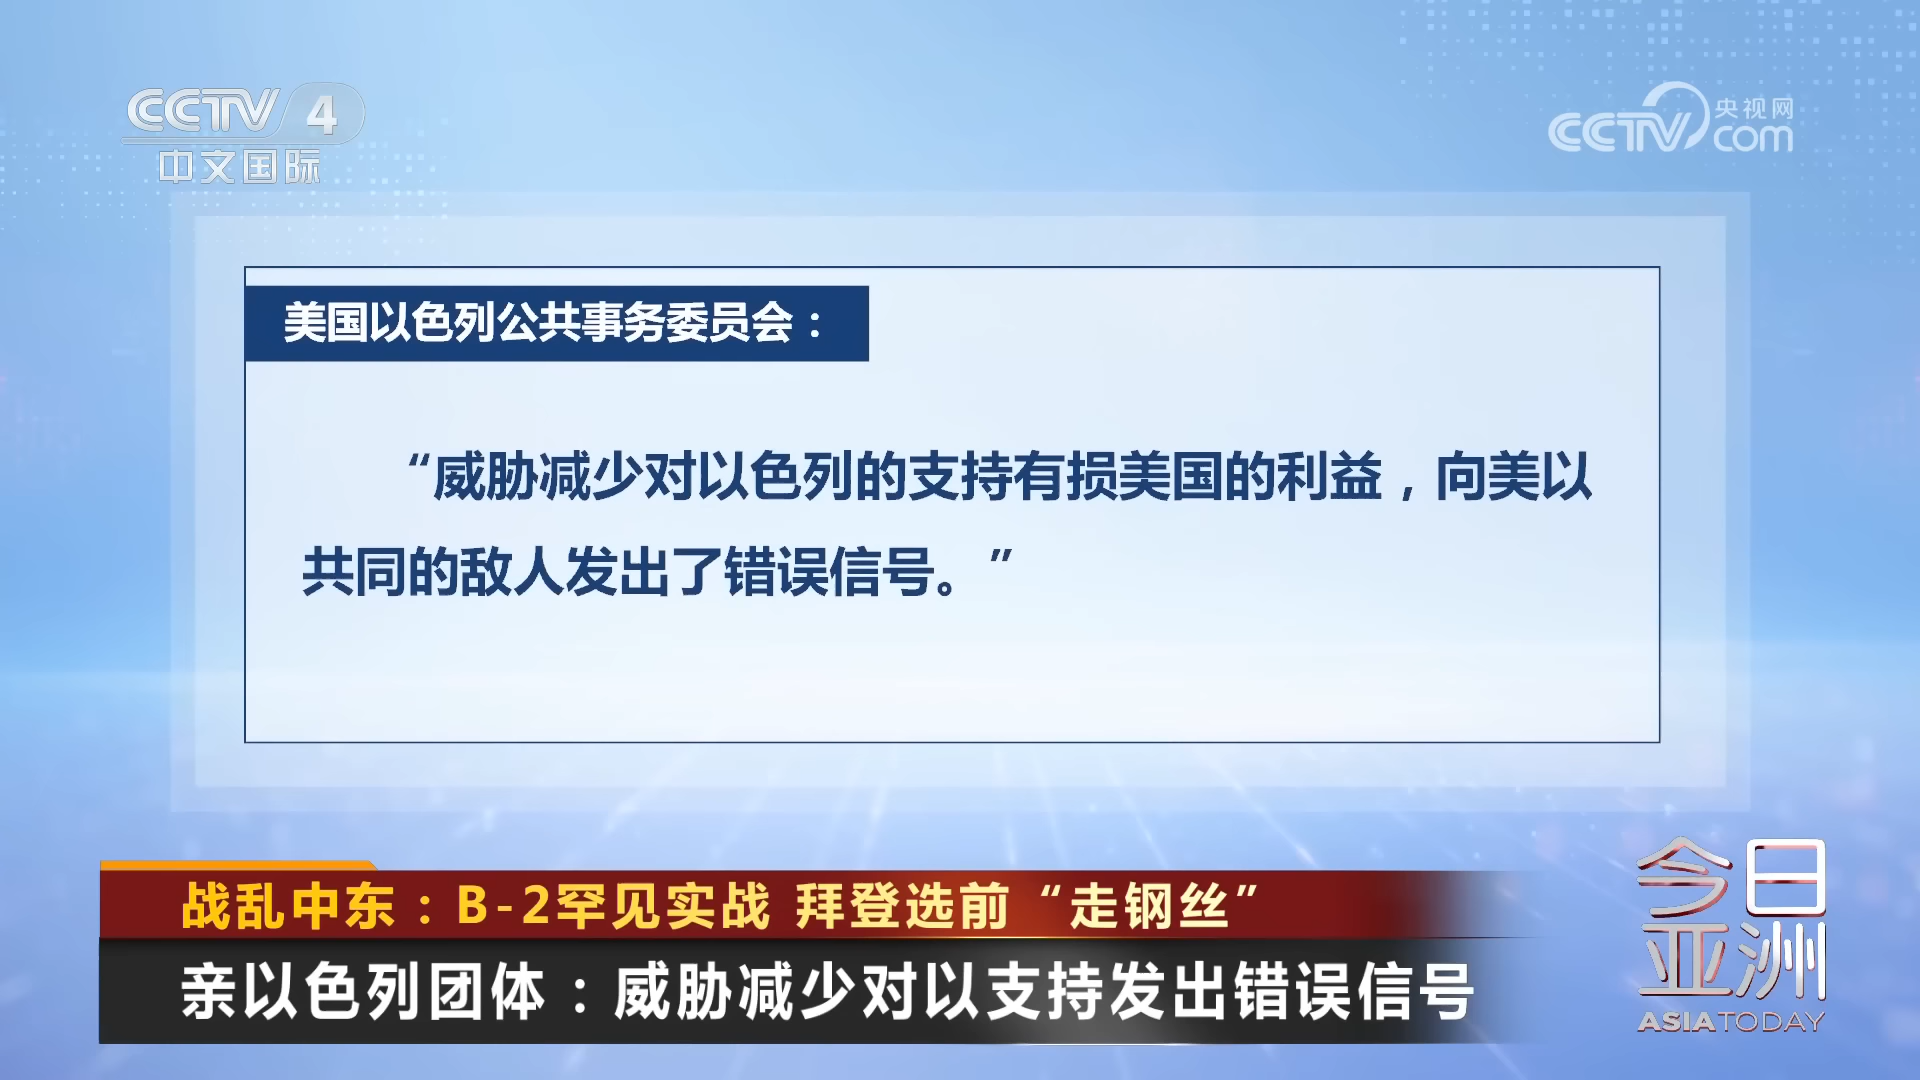 CCTV 4
中文国际
央视网
CCTV.com
美国以色列公共事务委员会：
“威胁减少对以色列的支持有损美国的利益，向美以
共同的敌人发出了错误信号。”
战乱中东：B-2罕见实战 拜登选前“走钢丝”
亲以色列团体：威胁减少对以支持发出错误信号
今日
亚洲
ASIA TODAY